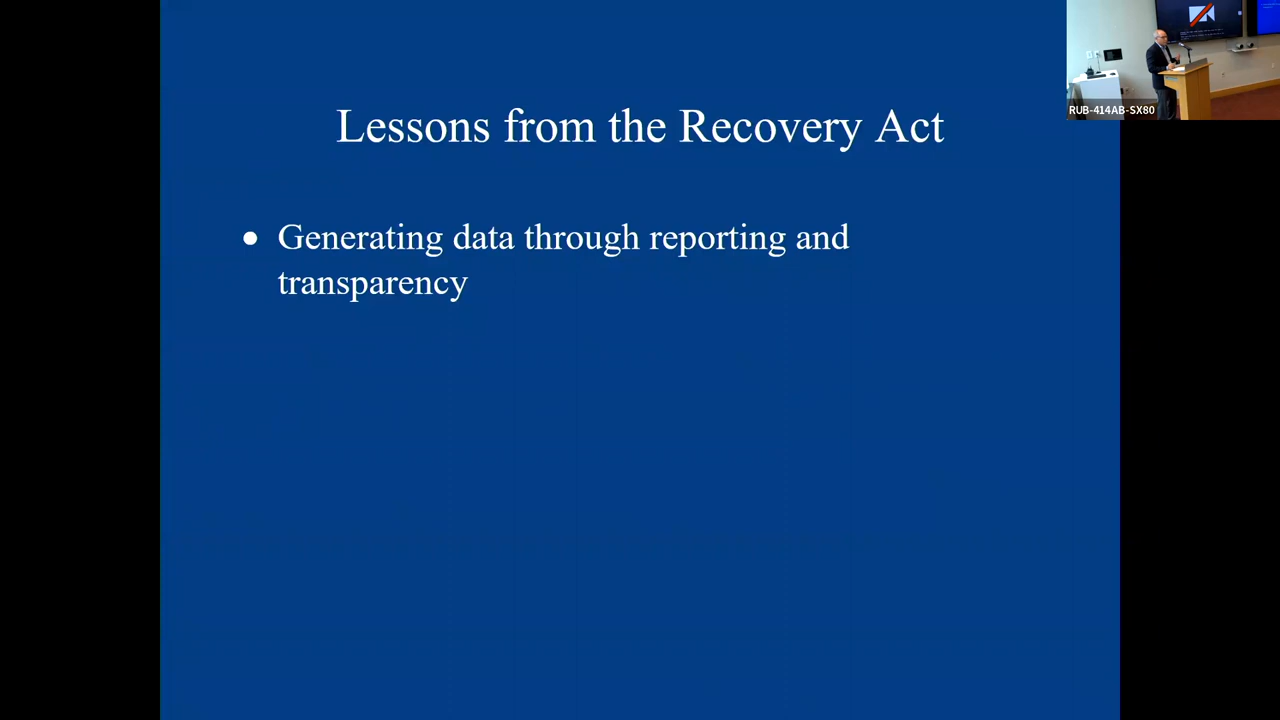 Lessons from the Recovery Act
RUB-414AB-SX80
• Generating data through reporting and
transparency